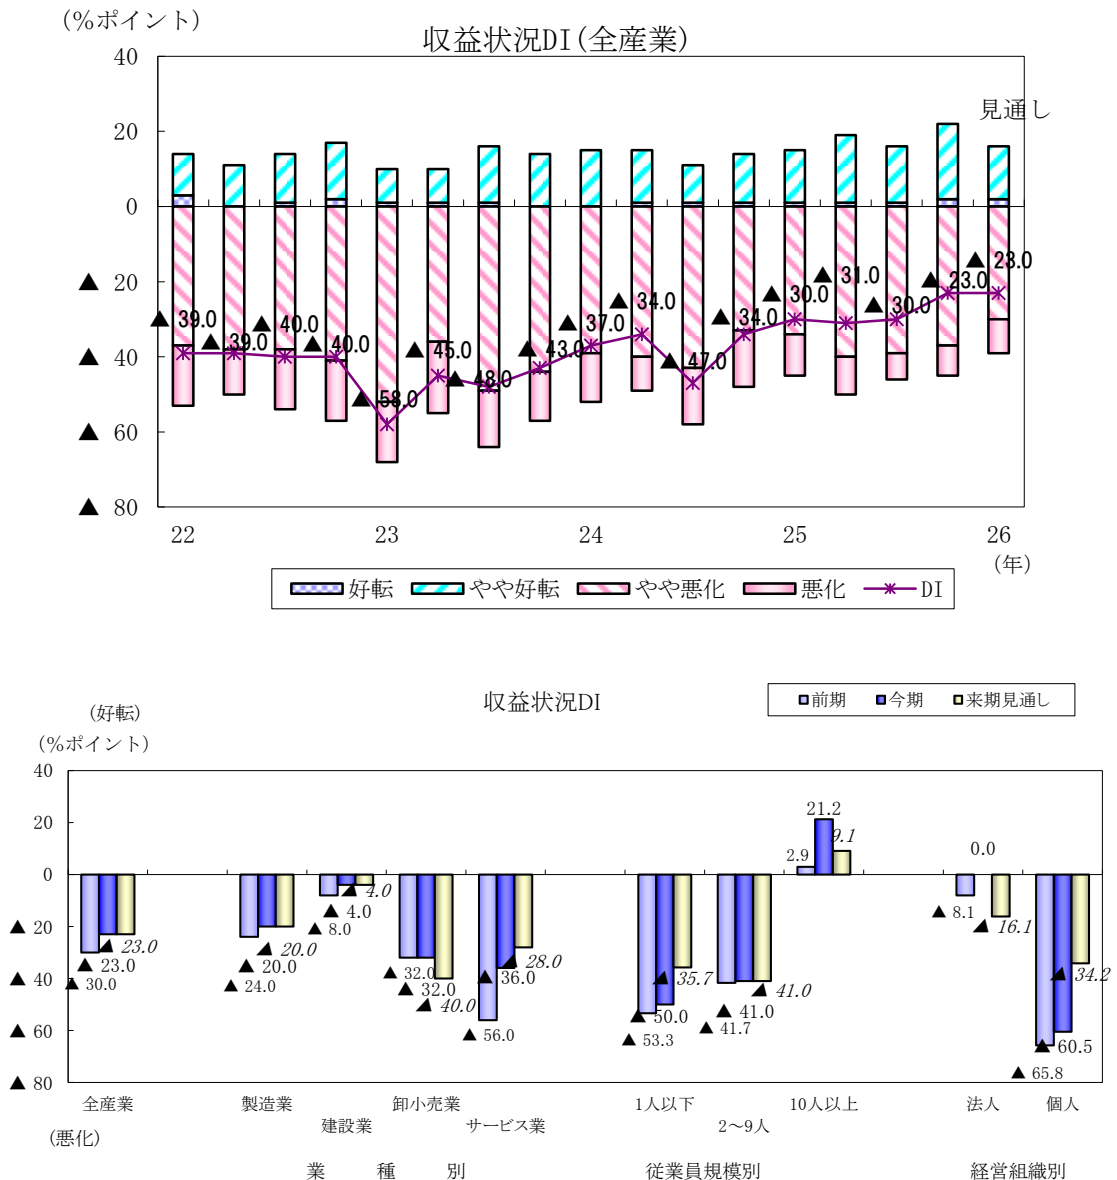 (%ポイント)
収益状況DI(全産業)
40
見通し
20
0
▲ 20
▲ 39.0 ▲ 39.0 ▲ 40.0 ▲ 40.0 ▲ 58.0 ▲ 45.0 ▲ 48.0 ▲ 43.0 ▲ 37.0 ▲ 34.0 ▲ 47.0 ▲ 34.0 ▲ 30.0 ▲ 31.0 ▲ 30.0 ▲ 23.0 ▲ 23.0
▲ 40
▲ 60
▲ 80
22 23 24 25 26
(年)
好転 やや好転 やや悪化 悪化 DI
収益状況DI
前期 今期 来期見通し
(好転)
(%ポイント)
40
20
0
▲ 20
▲ 40
▲ 60
▲ 80
▲ 30.0 ▲ 23.0 ▲ 23.0
▲ 24.0 ▲ 20.0 ▲ 20.0
▲ 8.0 ▲ 4.0 ▲ 4.0
▲ 32.0 ▲ 32.0 ▲ 40.0
▲ 56.0 ▲ 36.0 ▲ 28.0
▲ 53.3 ▲ 50.0 ▲ 35.7
▲ 41.7 ▲ 41.0 ▲ 41.0
2.9 21.2 9.1
▲ 8.1 0.0 ▲ 16.1
▲ 65.8 ▲ 60.5 ▲ 34.2
全産業 製造業 卸小売業 1人以下 10人以上 法人 個人
建設業 サービス業 2～9人
(悪化)
業 種 別 従業員規模別 経営組織別